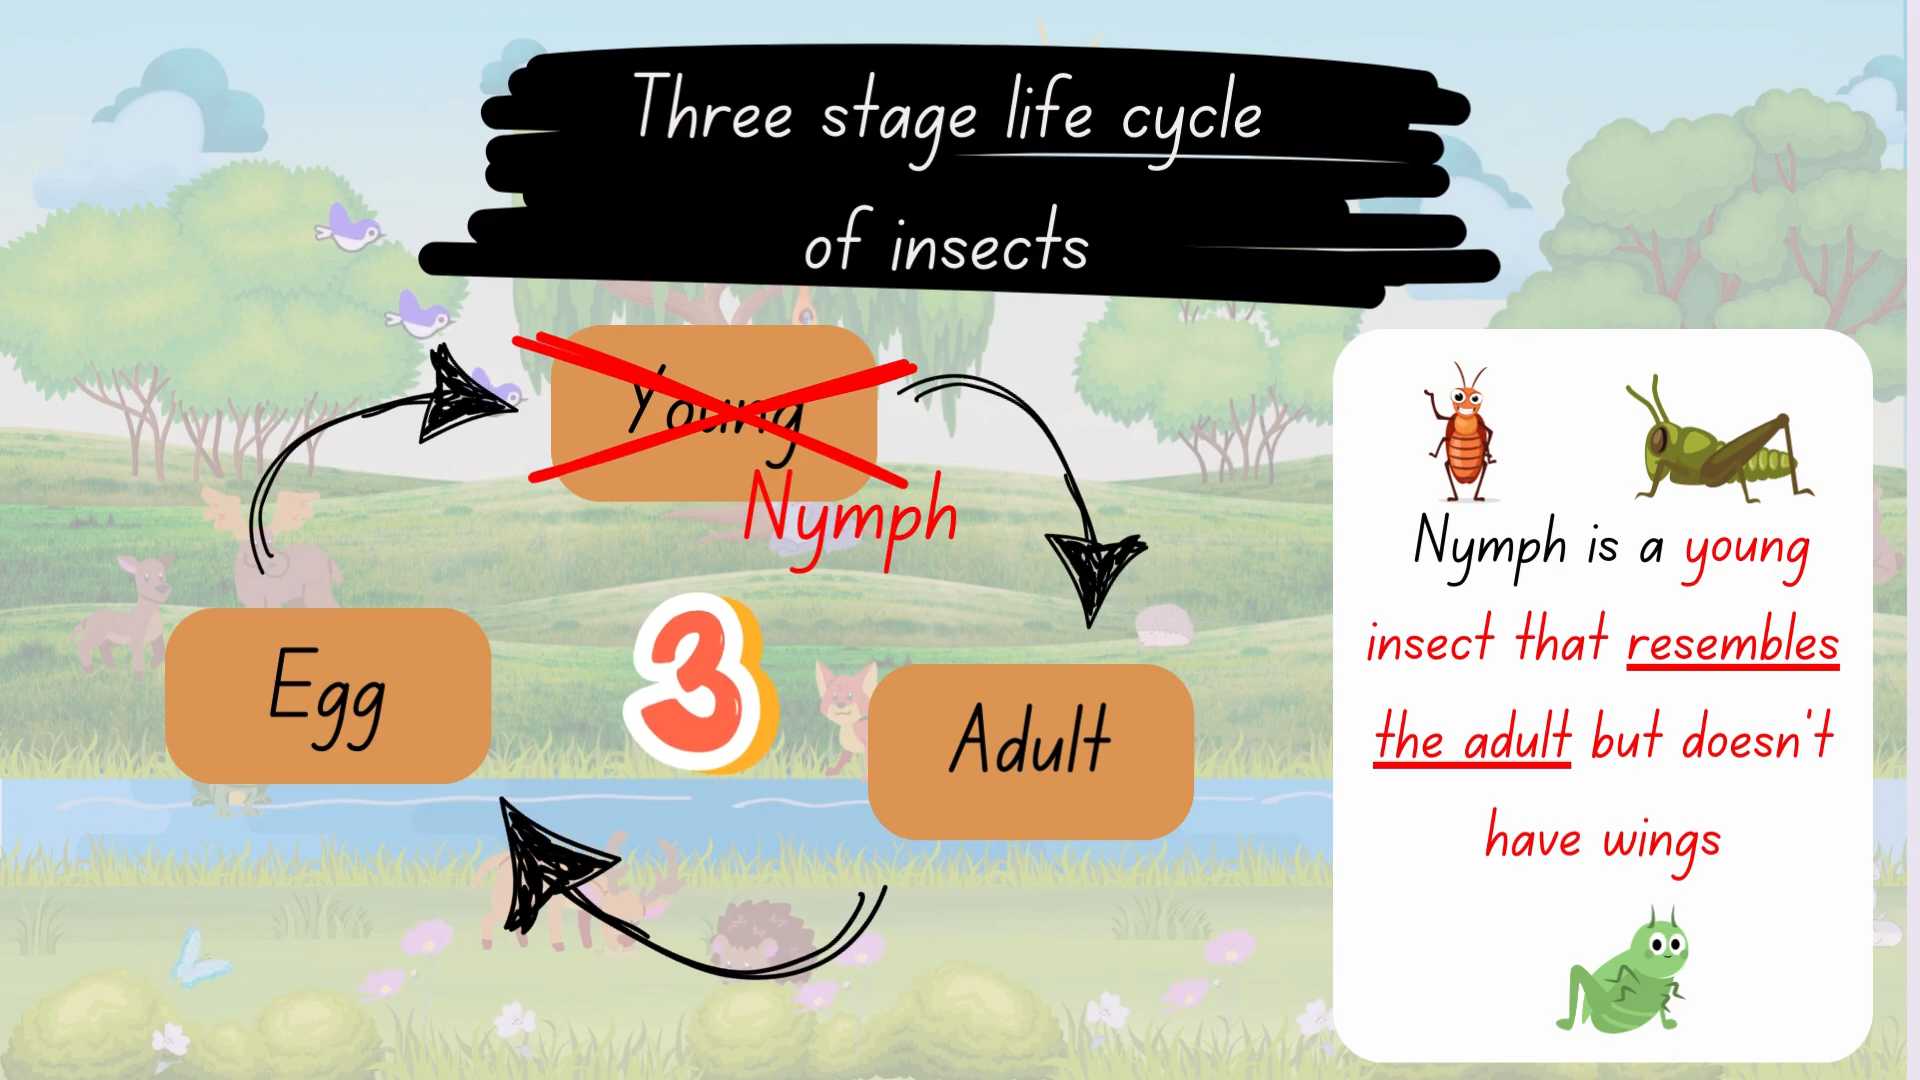 Three stage life cycle
of insects
Young
Nymph
Egg
3
Adult
Nymph is a young
insect that resembles
the adult but doesn't
have wings